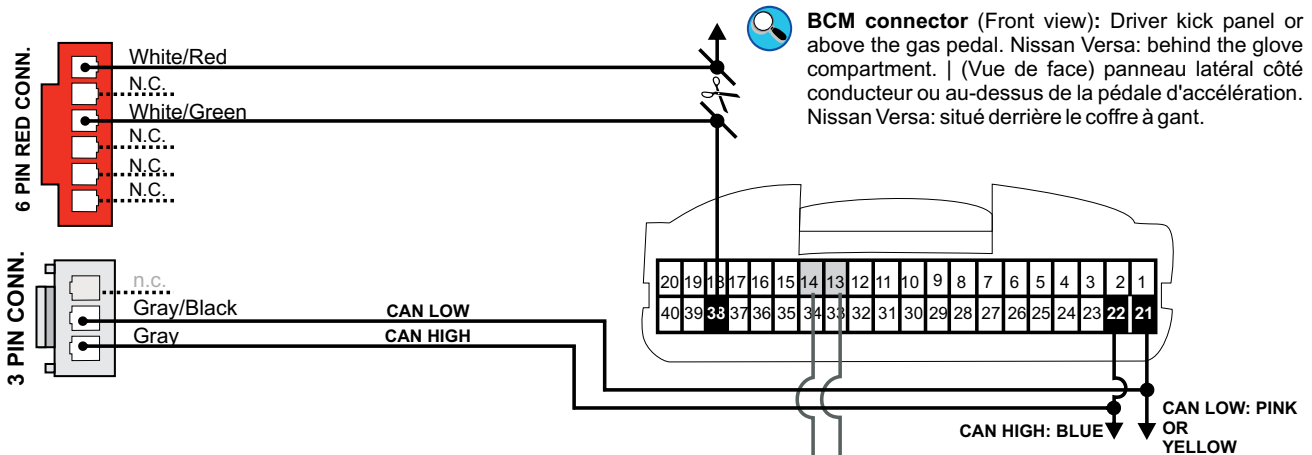 BCM connector (Front view): Driver kick panel or
above the gas pedal. Nissan Versa: behind the glove
compartment. | (Vue de face) panneau latéral côté
conducteur ou au-dessus de la pédale d'accélération.
Nissan Versa: situé derrière le coffre à gant.
6 PIN RED CONN.
White/Red
N.C.
White/Green
N.C.
N.C.
N.C.
3 PIN CONN.
n.c.
Gray/Black
Gray
CAN LOW
CAN HIGH
20 19 18 17 16 15 14 13 12 11 10 9 8 7 6 5 4 3 2 1
40 39 38 37 36 35 34 33 32 31 30 29 28 27 26 25 24 23 22 21
CAN HIGH: BLUE
CAN LOW: PINK
OR
YELLOW